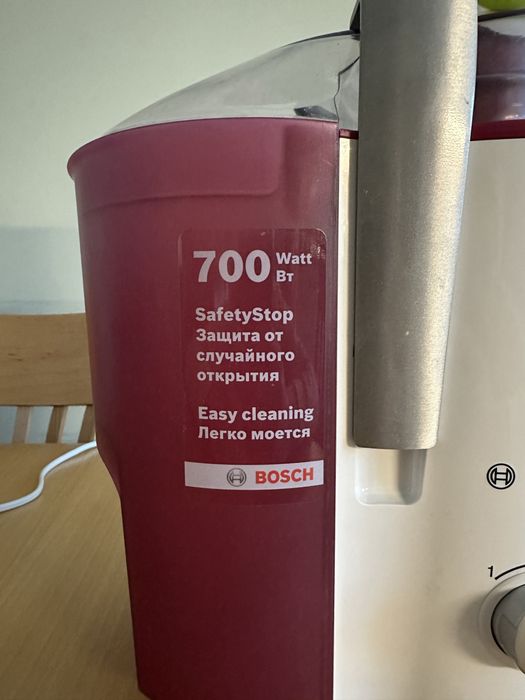 700 Watt
Вт
SafetyStop
Защита от
случайного
открытия
Easy cleaning
Легко моется
BOSCH
1